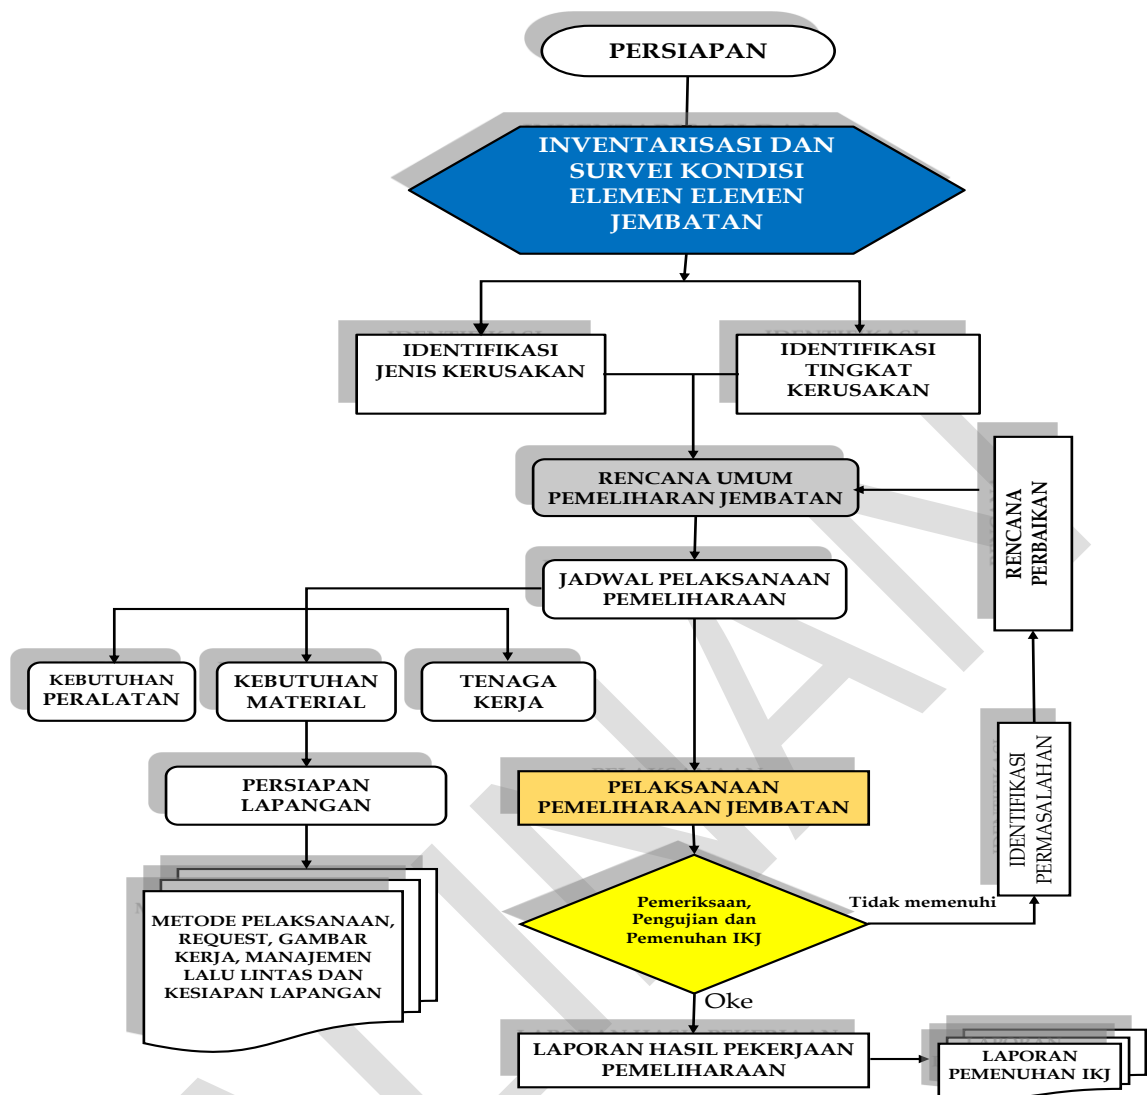 PERSIAPAN
INVENTARISASI DAN
SURVEI KONDISI
ELEMEN ELEMEN
JEMBATAN
IDENTIFIKASI
JENIS KERUSAKAN
IDENTIFIKASI
TINGKAT
KERUSAKAN
RENCANA UMUM
PEMELIHARAN JEMBATAN
RENCANA
PERBAIKAN
JADWAL PELAKSANAAN
PEMELIHARAAN
KEBUTUHAN
PERALATAN
KEBUTUHAN
MATERIAL
TENAGA
KERJA
IDENTIFIKASI
PERMASALAHAN
PERSIAPAN
LAPANGAN
PELAKSANAAN
PEMELIHARAAN JEMBATAN
Pemeriksaan,
Pengujian dan
Pemenuhan IKJ
Tidak memenuhi
METODE PELAKSANAAN,
REQUEST, GAMBAR
KERJA, MANAJEMEN
LALU LINTAS DAN
KESIAPAN LAPANGAN
Oke
LAPORAN HASIL PEKERJAAN
PEMELIHARAAN
LAPORAN
PEMENUHAN IKJ